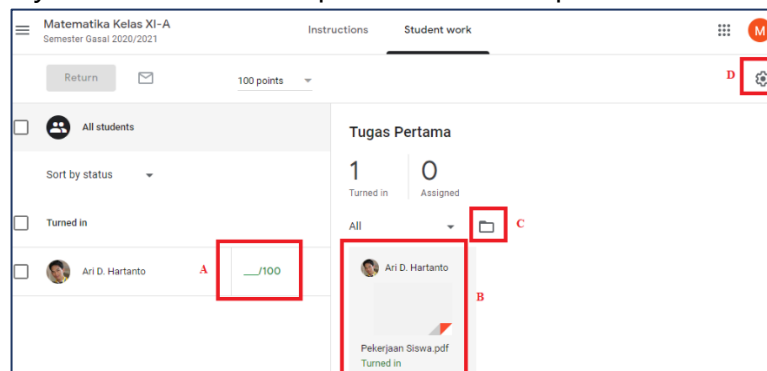 Matematika Kelas XI-A
Semester Gasal 2020/2021
Instructions
Student work
M
Return
100 points
D
All students
Sort by status
Turned in
Ari D. Hartanto
A
__/100
Tugas Pertama
1
Turned in
0
Assigned
All
C
Ari D. Hartanto
B
Pekerjaan Siswa.pdf
Turned in